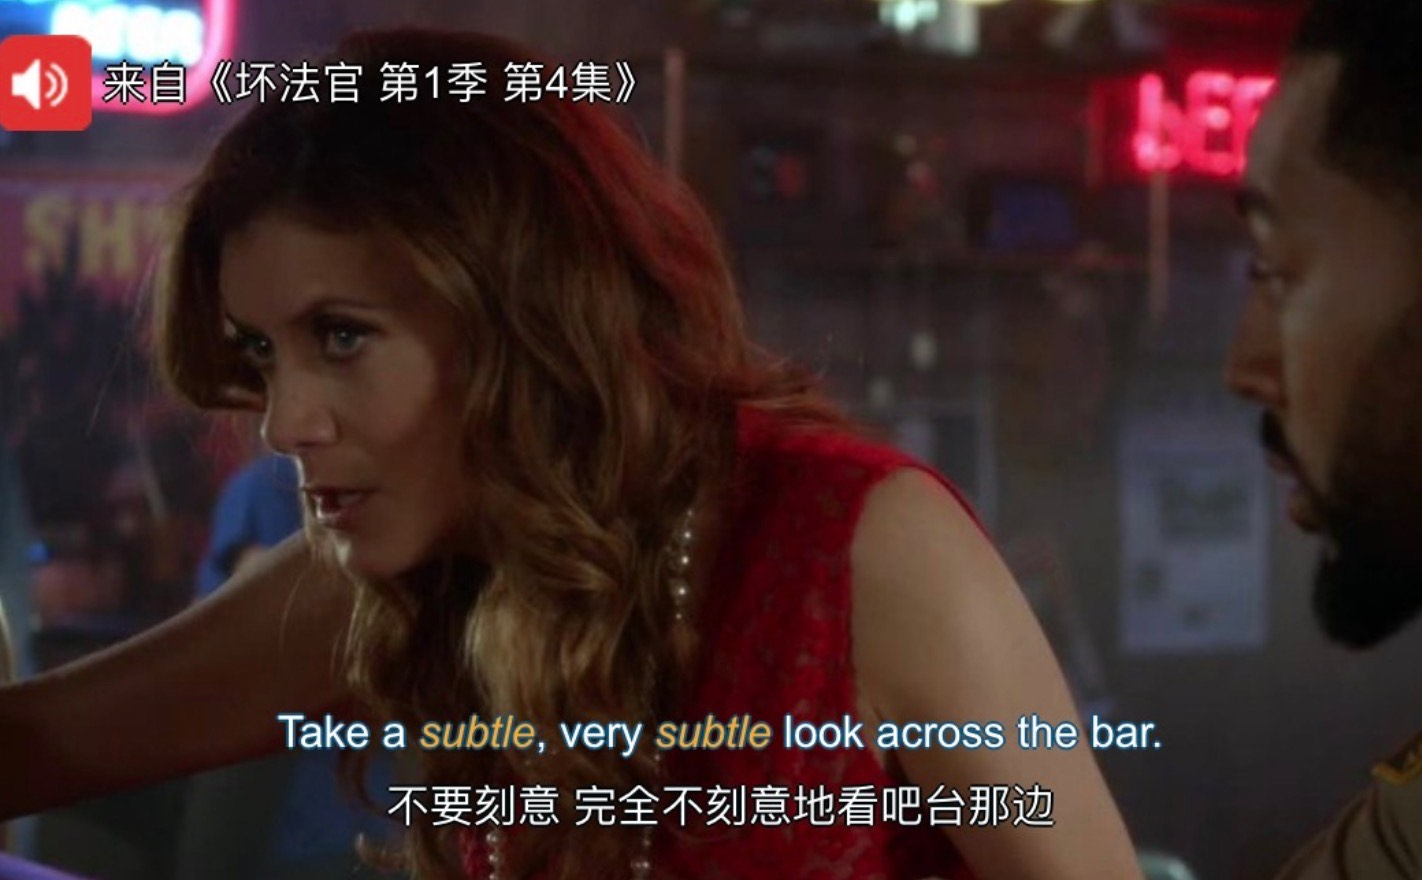 来自《坏法官 第1季 第4集》
Take a subtle, very subtle look across the bar.
不要刻意 完全不刻意地看吧台那边